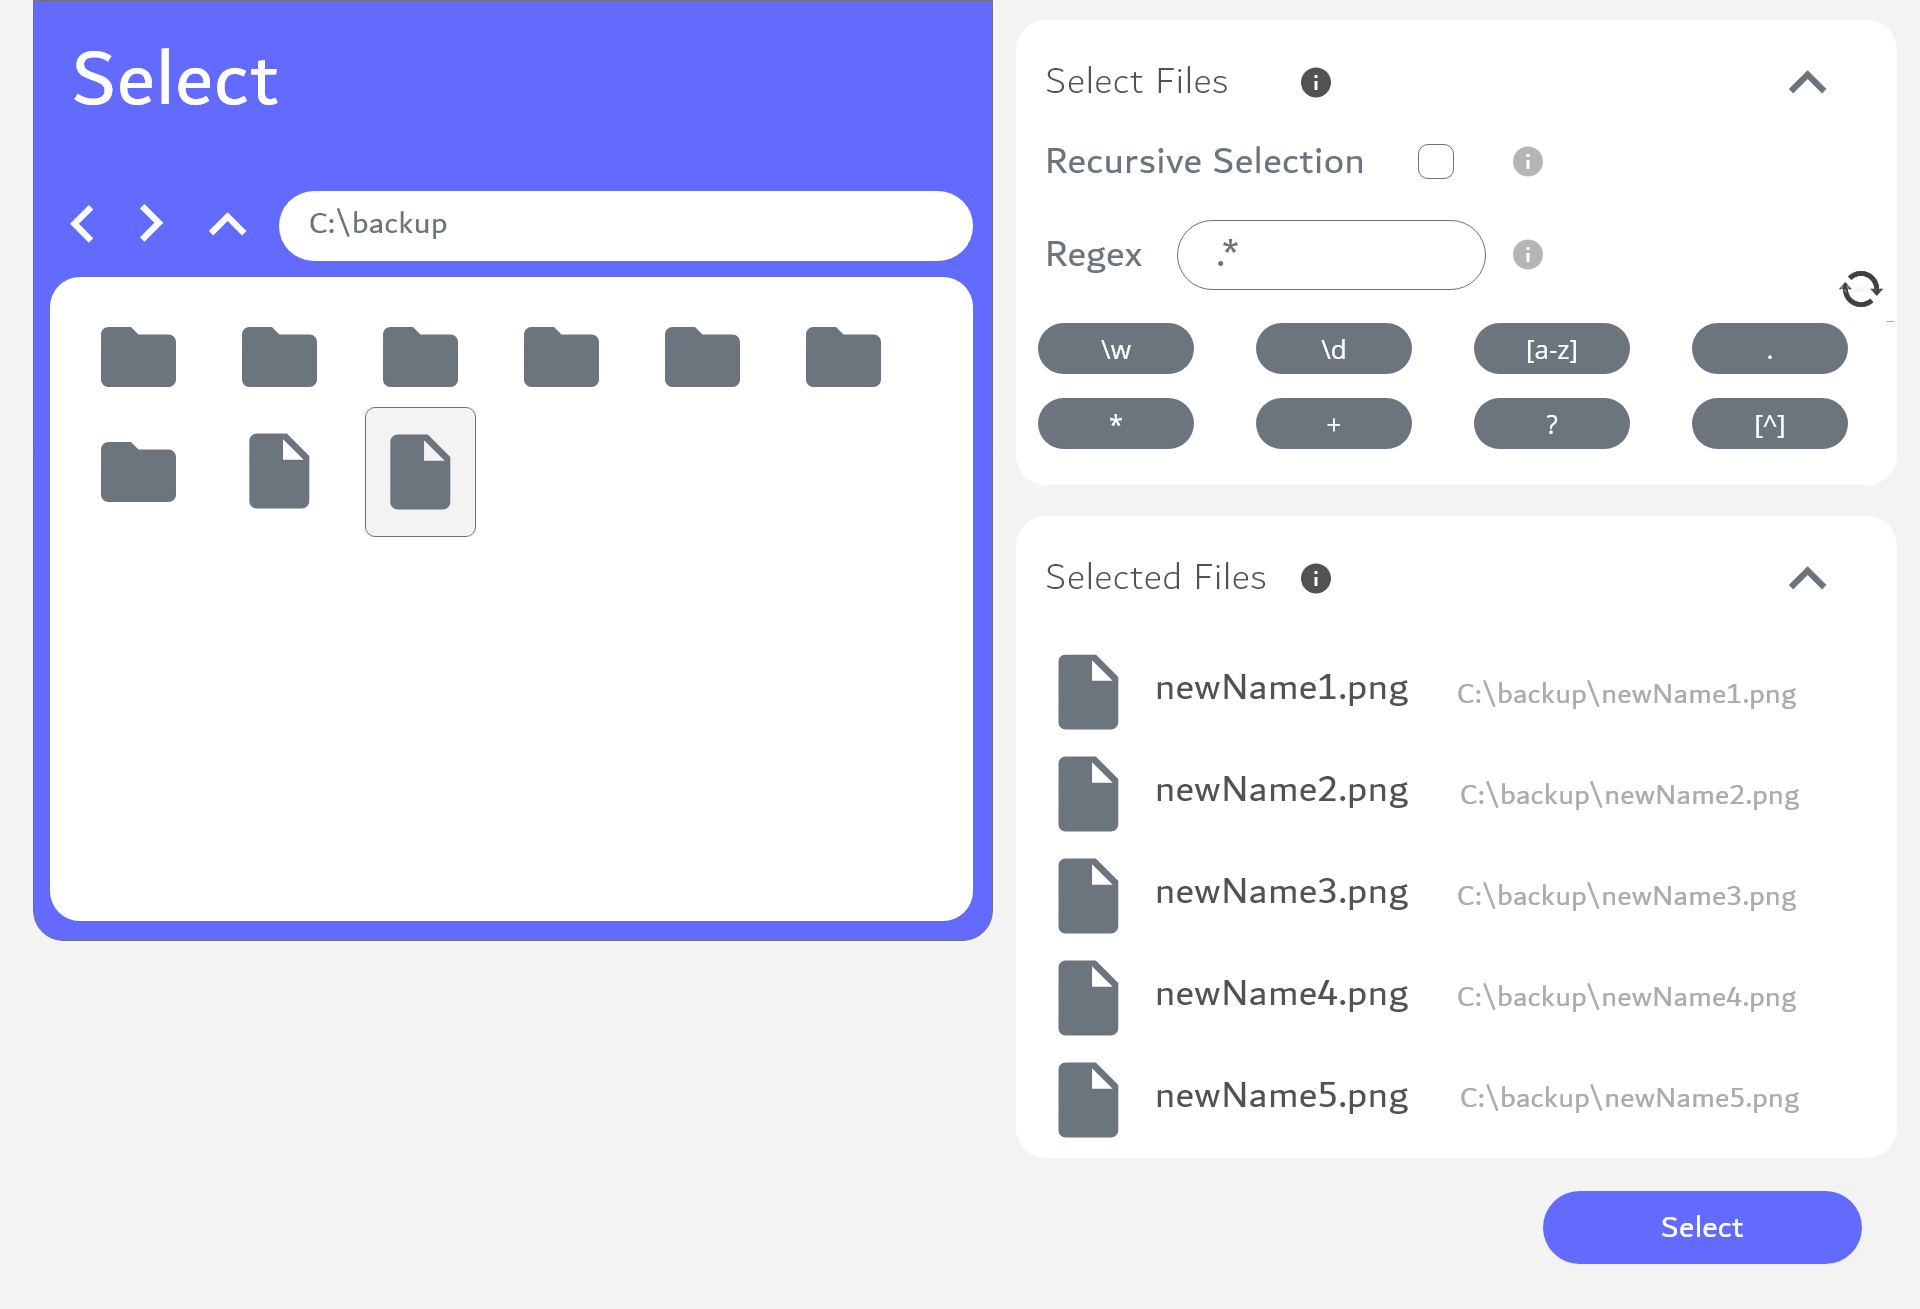 Select
C:\backup
Select Files
Recursive Selection
Regex .*
\w \d [a-z] .
* + ? [^]
Selected Files
newName1.png C:\backup\newName1.png
newName2.png C:\backup\newName2.png
newName3.png C:\backup\newName3.png
newName4.png C:\backup\newName4.png
newName5.png C:\backup\newName5.png
Select